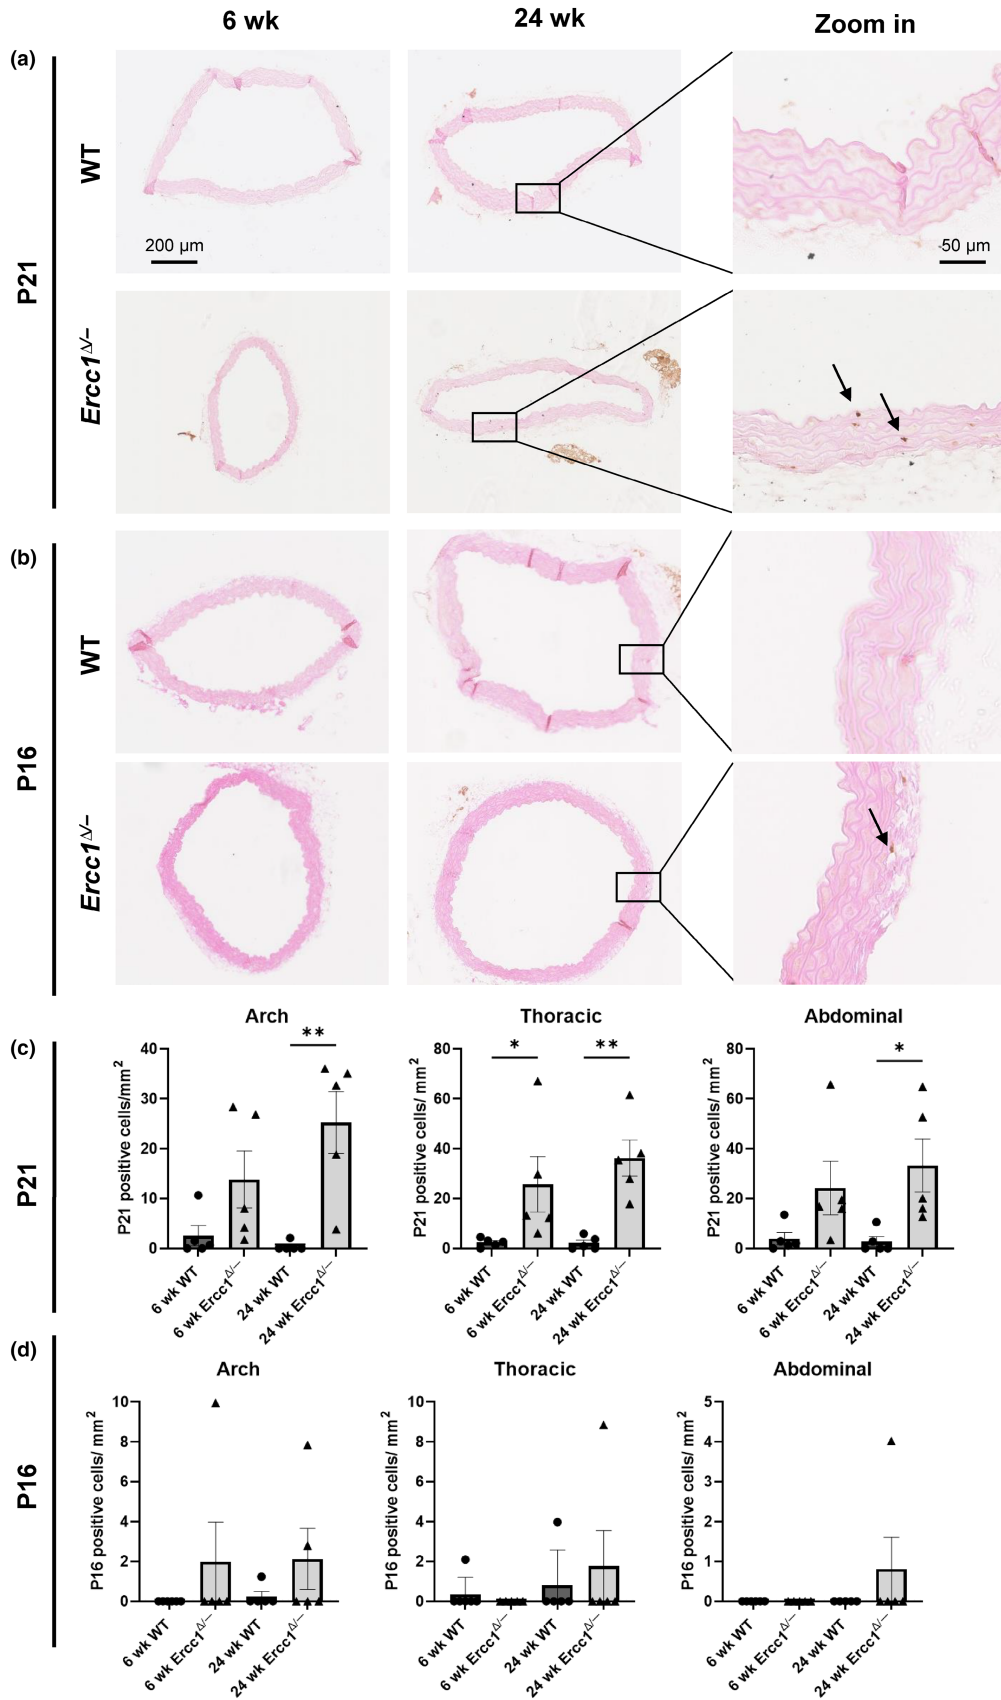 6 wk
24 wk
Zoom in
(a)
P21
WT
200 µm
50 µm
Ercc1Δ/–
(b)
P16
WT
Ercc1Δ/–
(c)
P21
Arch
P21 positive cells/mm2
40
30
20
10
0
**
6 wk WT
6 wk Ercc1Δ/–
24 wk WT
24 wk Ercc1Δ/–
Thoracic
P21 positive cells/ mm2
80
60
40
20
0
*
**
6 wk WT
6 wk Ercc1Δ/–
24 wk WT
24 wk Ercc1Δ/–
Abdominal
P21 positive cells/ mm2
80
60
40
20
0
*
6 wk WT
6 wk Ercc1Δ/–
24 wk WT
24 wk Ercc1Δ/–
(d)
P16
Arch
P16 positive cells/ mm2
10
8
6
4
2
0
6 wk WT
6 wk Ercc1Δ/–
24 wk WT
24 wk Ercc1Δ/–
Thoracic
P16 positive cells/ mm2
10
8
6
4
2
0
6 wk WT
6 wk Ercc1Δ/–
24 wk WT
24 wk Ercc1Δ/–
Abdominal
P16 positive cells/ mm2
5
4
3
2
1
0
6 wk WT
6 wk Ercc1Δ/–
24 wk WT
24 wk Ercc1Δ/–